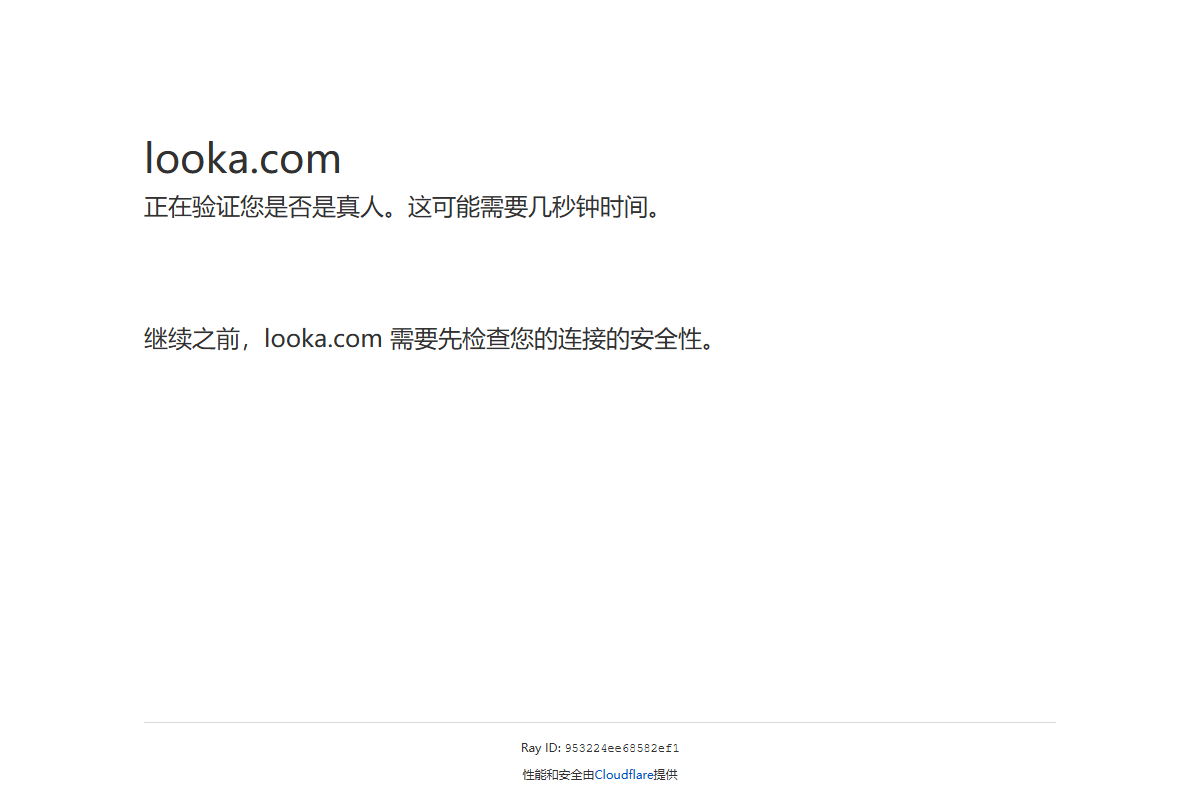 looka.com
正在验证您是否是真人。这可能需要几秒钟时间。
继续之前，looka.com 需要先检查您的连接的安全性。
Ray ID: 953224ee68582ef1
性能和安全由Cloudflare提供